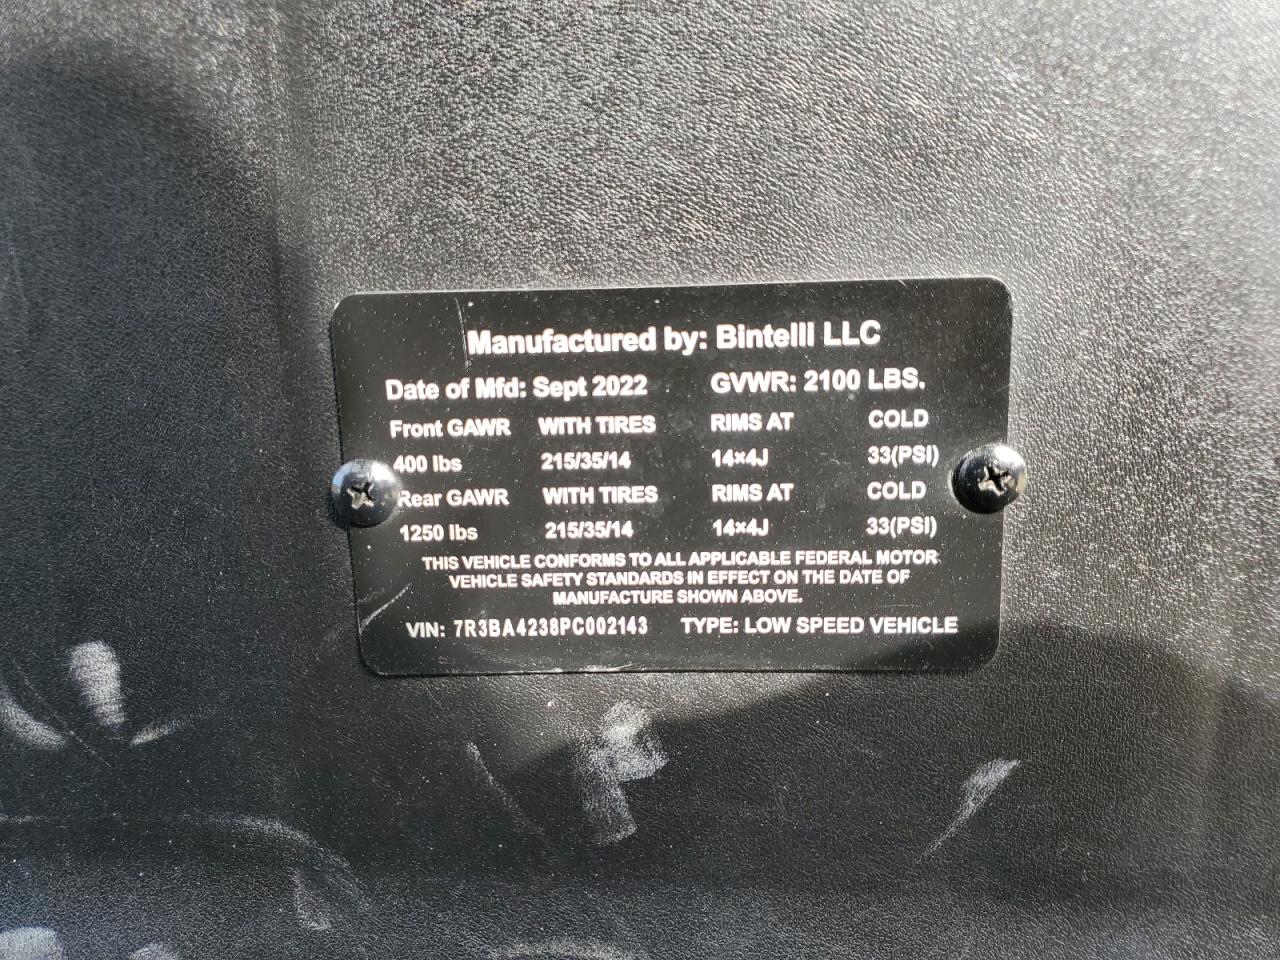 Manufactured by: Bintelli LLC
Date of Mfd: Sept 2022 GVWR: 2100 LBS.
Front GAWR WITH TIRES RIMS AT COLD
400 lbs 215/35/14 14×4J 33(PSI)
Rear GAWR WITH TIRES RIMS AT COLD
1250 lbs 215/35/14 14×4J 33(PSI)
THIS VEHICLE CONFORMS TO ALL APPLICABLE FEDERAL MOTOR
VEHICLE SAFETY STANDARDS IN EFFECT ON THE DATE OF
MANUFACTURE SHOWN ABOVE.
VIN: 7R3BA4238PC002143 TYPE: LOW SPEED VEHICLE